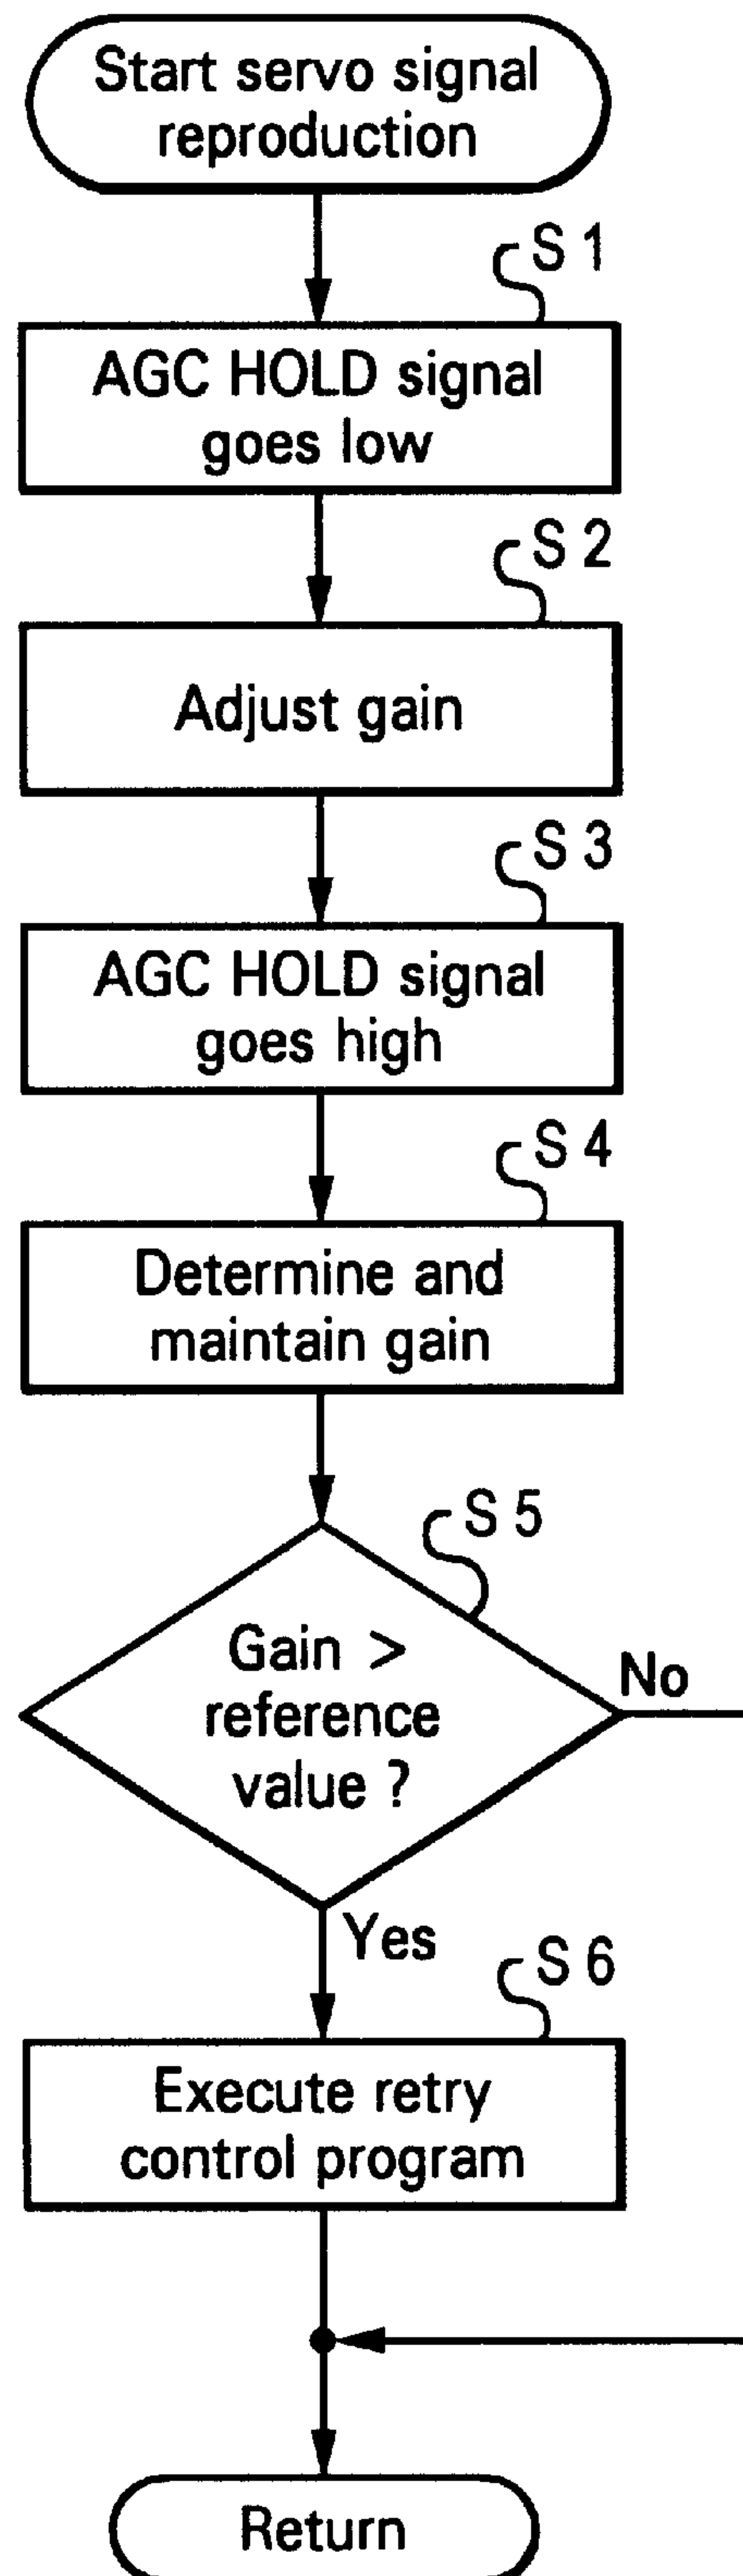 Start servo signal
reproduction
S 1
AGC HOLD signal
goes low
S 2
Adjust gain
S 3
AGC HOLD signal
goes high
S 4
Determine and
maintain gain
S 5
Gain >
reference
value ?
No
Yes
S 6
Execute retry
control program
Return